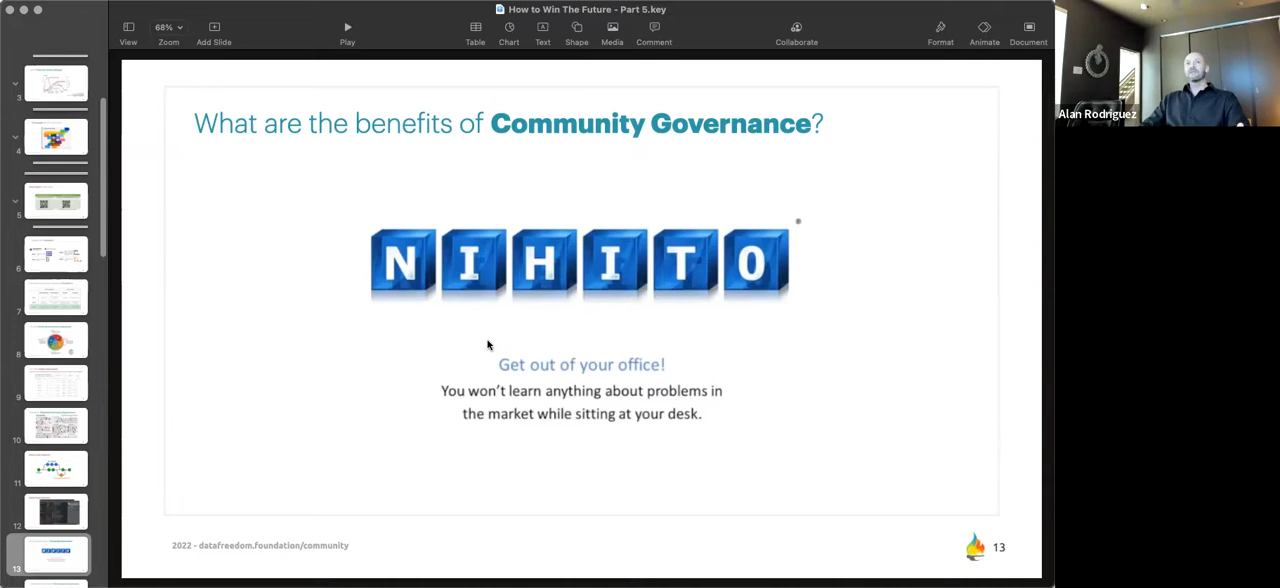 How to Win The Future - Part 5.key
View
68%
Zoom
Add Slide
Play
Table
Chart
Text
Shape
Media
Comment
Collaborate
Format
Animate
Document
Alan Rodriguez
3
4
5
6
7
8
9
10
11
12
13
What are the benefits of Community Governance?
NIHITO
®
Get out of your office!
You won't learn anything about problems in
the market while sitting at your desk.
2022 - datafreedom.foundation/community
13